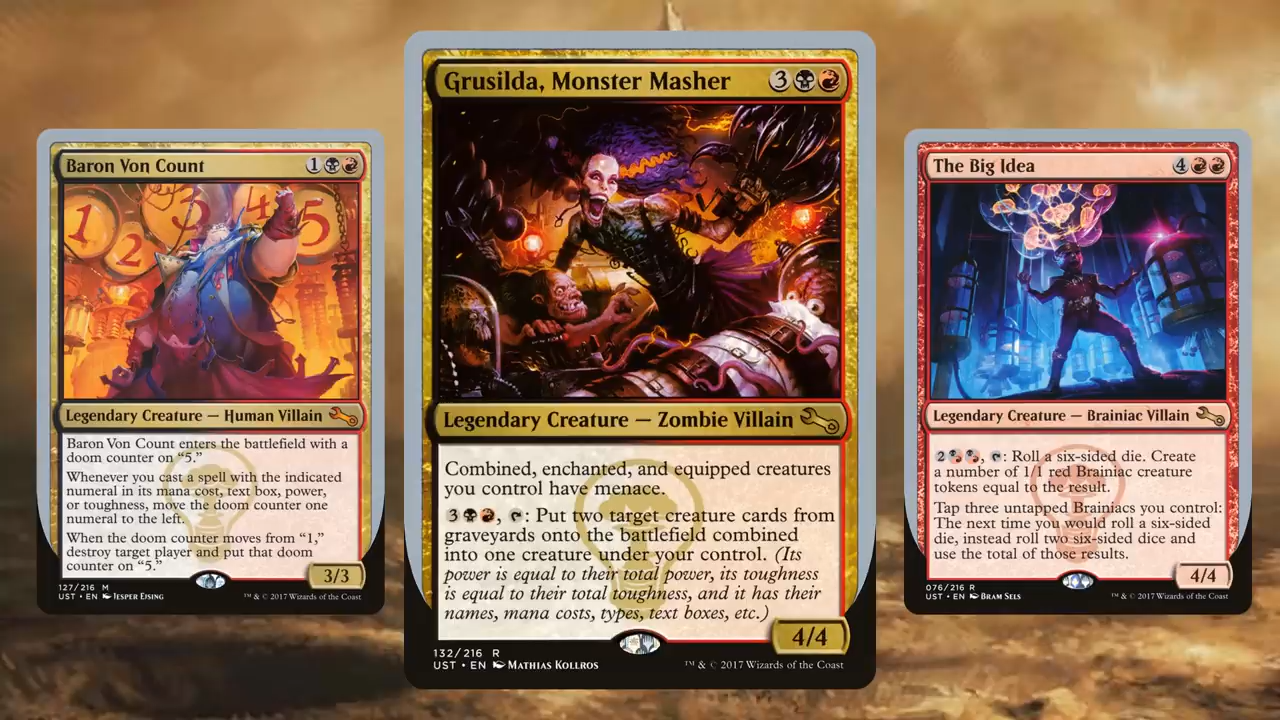 Baron Von Count 1
1 2 3 4 5
Legendary Creature — Human Villain
Baron Von Count enters the battlefield with a
doom counter on “5.”
Whenever you cast a spell with the indicated
numeral in its mana cost, text box, power,
or toughness, move the doom counter one
numeral to the left.
When the doom counter moves from “1,”
destroy target player and put that doom
counter on “5.”
3/3
127/216 M
UST • EN Jesper Eising
™ & © 2017 Wizards of the Coast
Grusilda, Monster Masher 3
Legendary Creature — Zombie Villain
Combined, enchanted, and equipped creatures
you control have menace.
3 , : Put two target creature cards from
graveyards onto the battlefield combined
into one creature under your control. (Its
power is equal to their total power, its toughness
is equal to their total toughness, and it has their
names, mana costs, types, text boxes, etc.)
4/4
132/216 R
UST • EN Mathias Kollros
™ & © 2017 Wizards of the Coast
The Big Idea 4
Legendary Creature — Brainiac Villain
2 , : Roll a six-sided die. Create
a number of 1/1 red Brainiac creature
tokens equal to the result.
Tap three untapped Brainiacs you control:
The next time you would roll a six-sided
die, instead roll two six-sided dice and
use the total of those results.
4/4
076/216 R
UST • EN Bram Sels
™ & © 2017 Wizards of the Coast